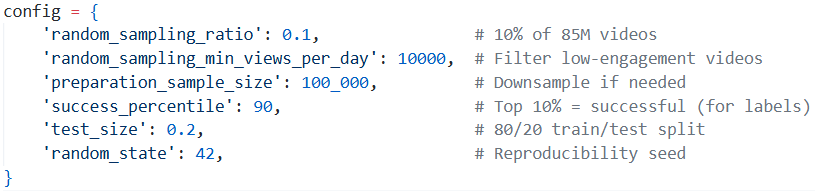 config = {
    'random_sampling_ratio': 0.1,                # 10% of 85M videos
    'random_sampling_min_views_per_day': 10000,  # Filter low-engagement videos
    'preparation_sample_size': 100_000,          # Downsample if needed
    'success_percentile': 90,                    # Top 10% = successful (for labels)
    'test_size': 0.2,                            # 80/20 train/test split
    'random_state': 42,                          # Reproducibility seed
}